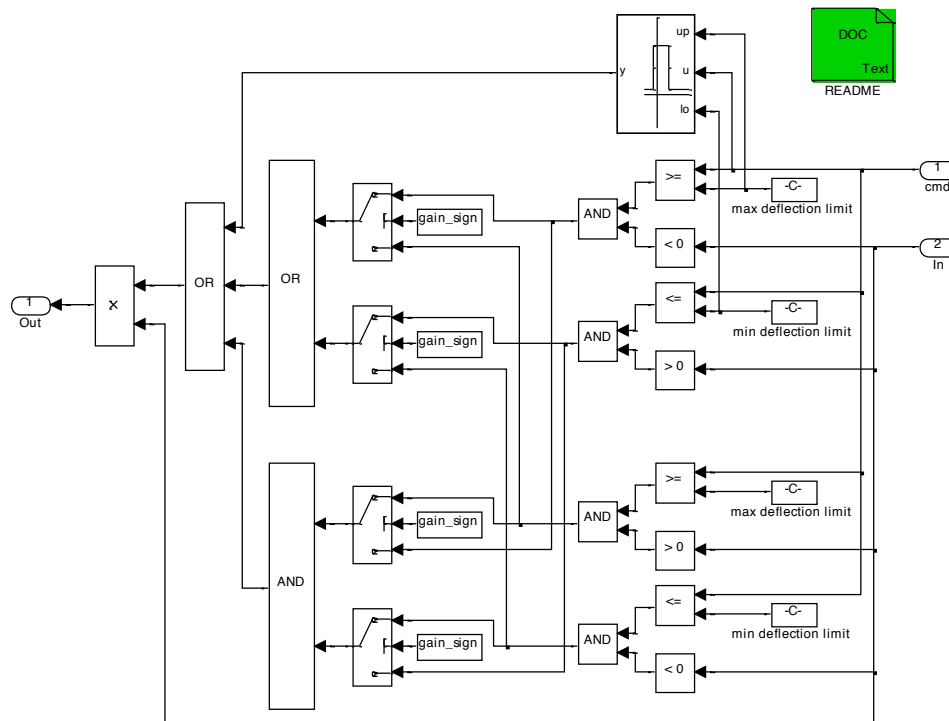 up
y
u
lo
DOC
Text
README
>=
-C-
max deflection limit
1
cmd
AND
gain_sign
< 0
2
In
OR
OR
×
1
Out
<=
-C-
min deflection limit
AND
gain_sign
> 0
>=
-C-
max deflection limit
AND
gain_sign
> 0
AND
<=
-C-
min deflection limit
AND
gain_sign
< 0